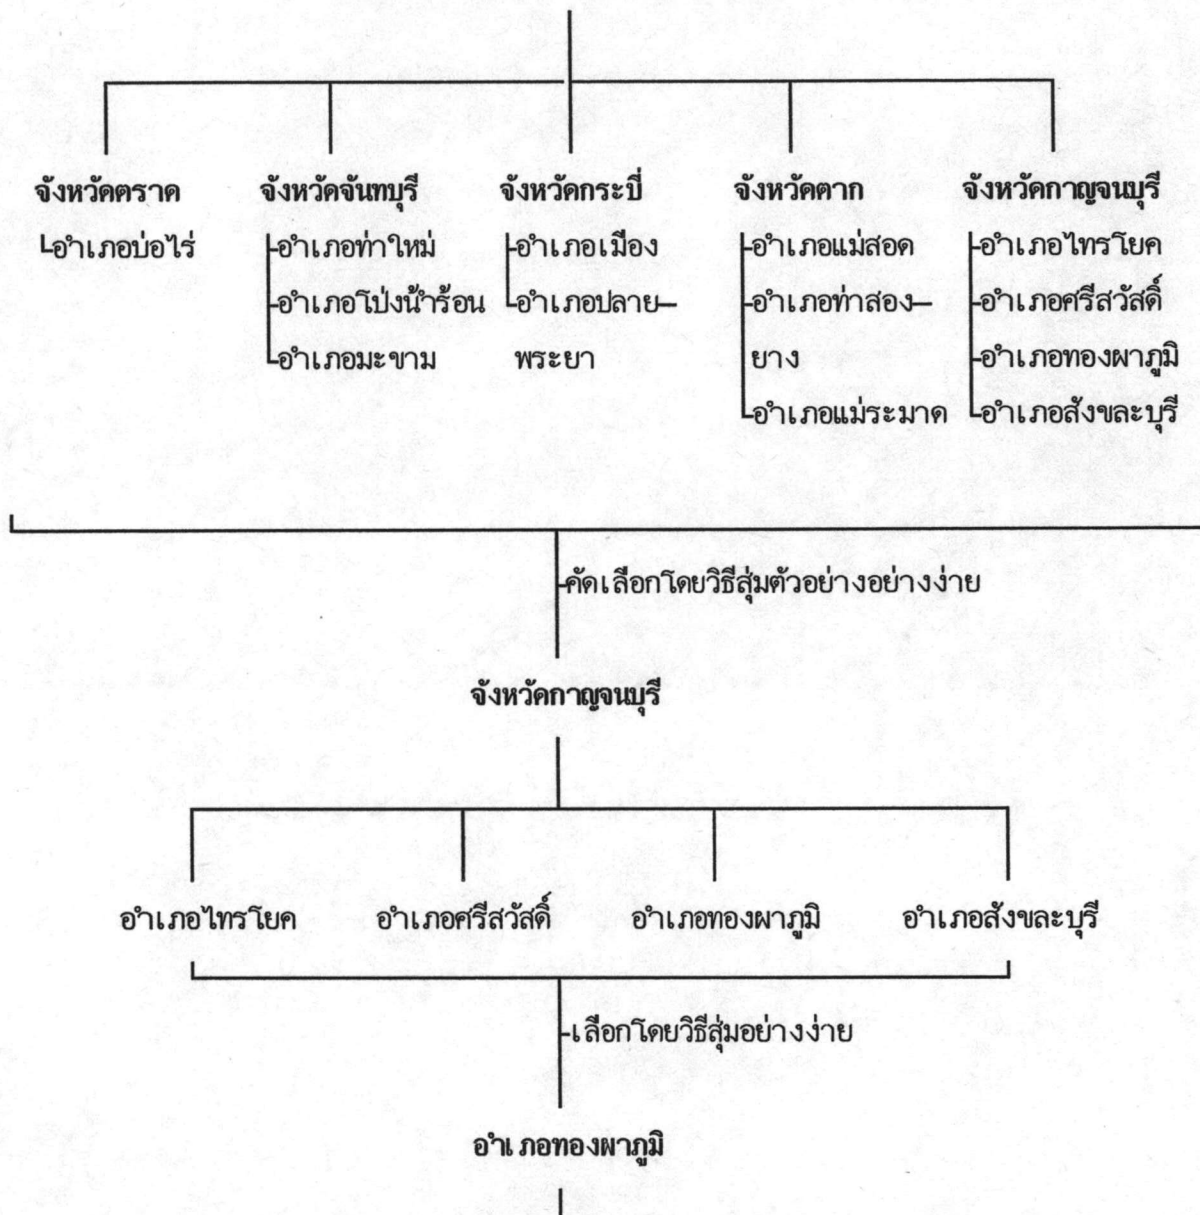 จังหวัดตราด จังหวัดจันทบุรี จังหวัดกระบี่ จังหวัดตาก จังหวัดกาญจนบุรี
อำเภอบ่อไร่ อำเภอท่าใหม่ อำเภอเมือง อำเภอแม่สอด อำเภอไทรโยค
อำเภอโป่งน้ำร้อน อำเภอปลาย- อำเภอท่าสอง- อำเภอศรีสวัสดิ์
อำเภอมะขาม พระยา ยาง อำเภอทองผาภูมิ
อำเภอแม่ระมาด อำเภอสังขละบุรี
คัดเลือกโดยวิธีสุ่มตัวอย่างอย่างง่าย
จังหวัดกาญจนบุรี
อำเภอไทรโยค อำเภอศรีสวัสดิ์ อำเภอทองผาภูมิ อำเภอสังขละบุรี
เลือกโดยวิธีสุ่มอย่างง่าย
อำเภอทองผาภูมิ